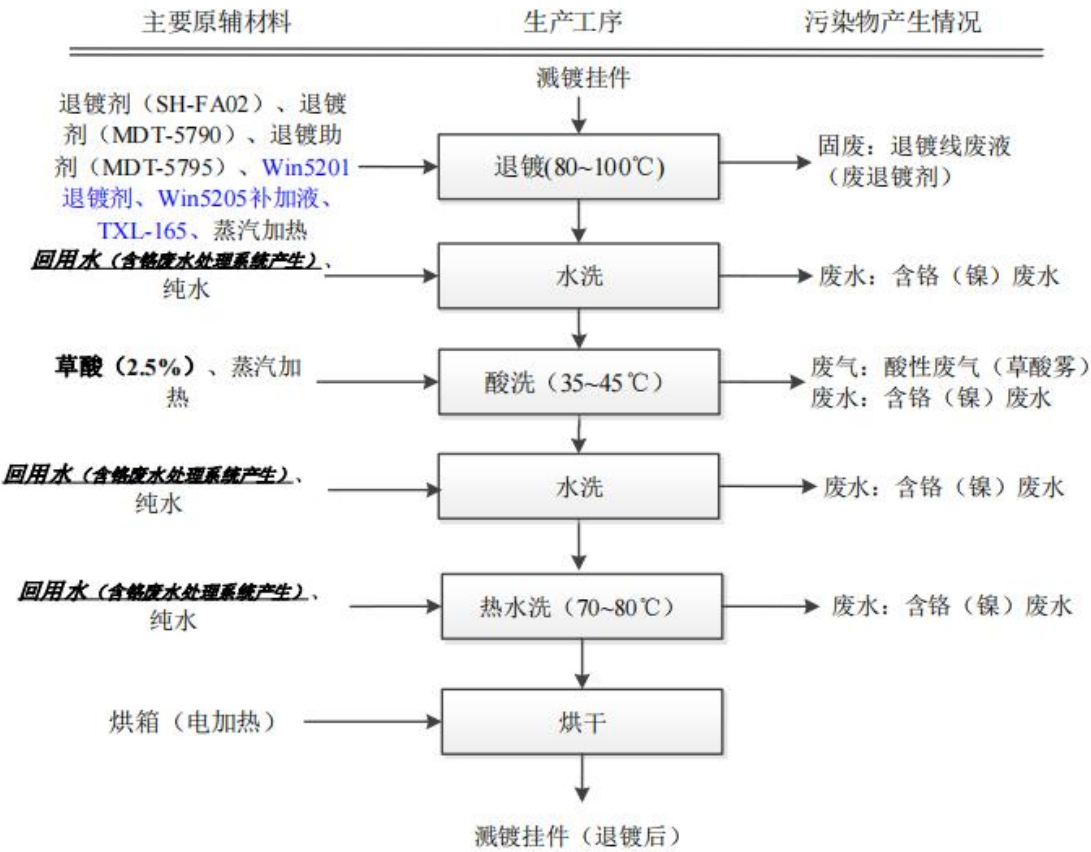 主要原辅材料 生产工序 污染物产生情况
溅镀挂件
退镀剂（SH-FA02）、退镀
剂（MDT-5790）、退镀助
剂（MDT-5795）、Win5201
退镀剂、Win5205补加液、
TXL-165、蒸汽加热
退镀(80~100℃)
固废：退镀线废液
（废退镀剂）
回用水（含铬废水处理系统产生）、
纯水
水洗
废水：含铬（镍）废水
草酸（2.5%）、蒸汽加
热
酸洗（35~45℃）
废气：酸性废气（草酸雾）
废水：含铬（镍）废水
回用水（含铬废水处理系统产生）、
纯水
水洗
废水：含铬（镍）废水
回用水（含铬废水处理系统产生）、
纯水
热水洗（70~80℃）
废水：含铬（镍）废水
烘箱（电加热）
烘干
溅镀挂件（退镀后）